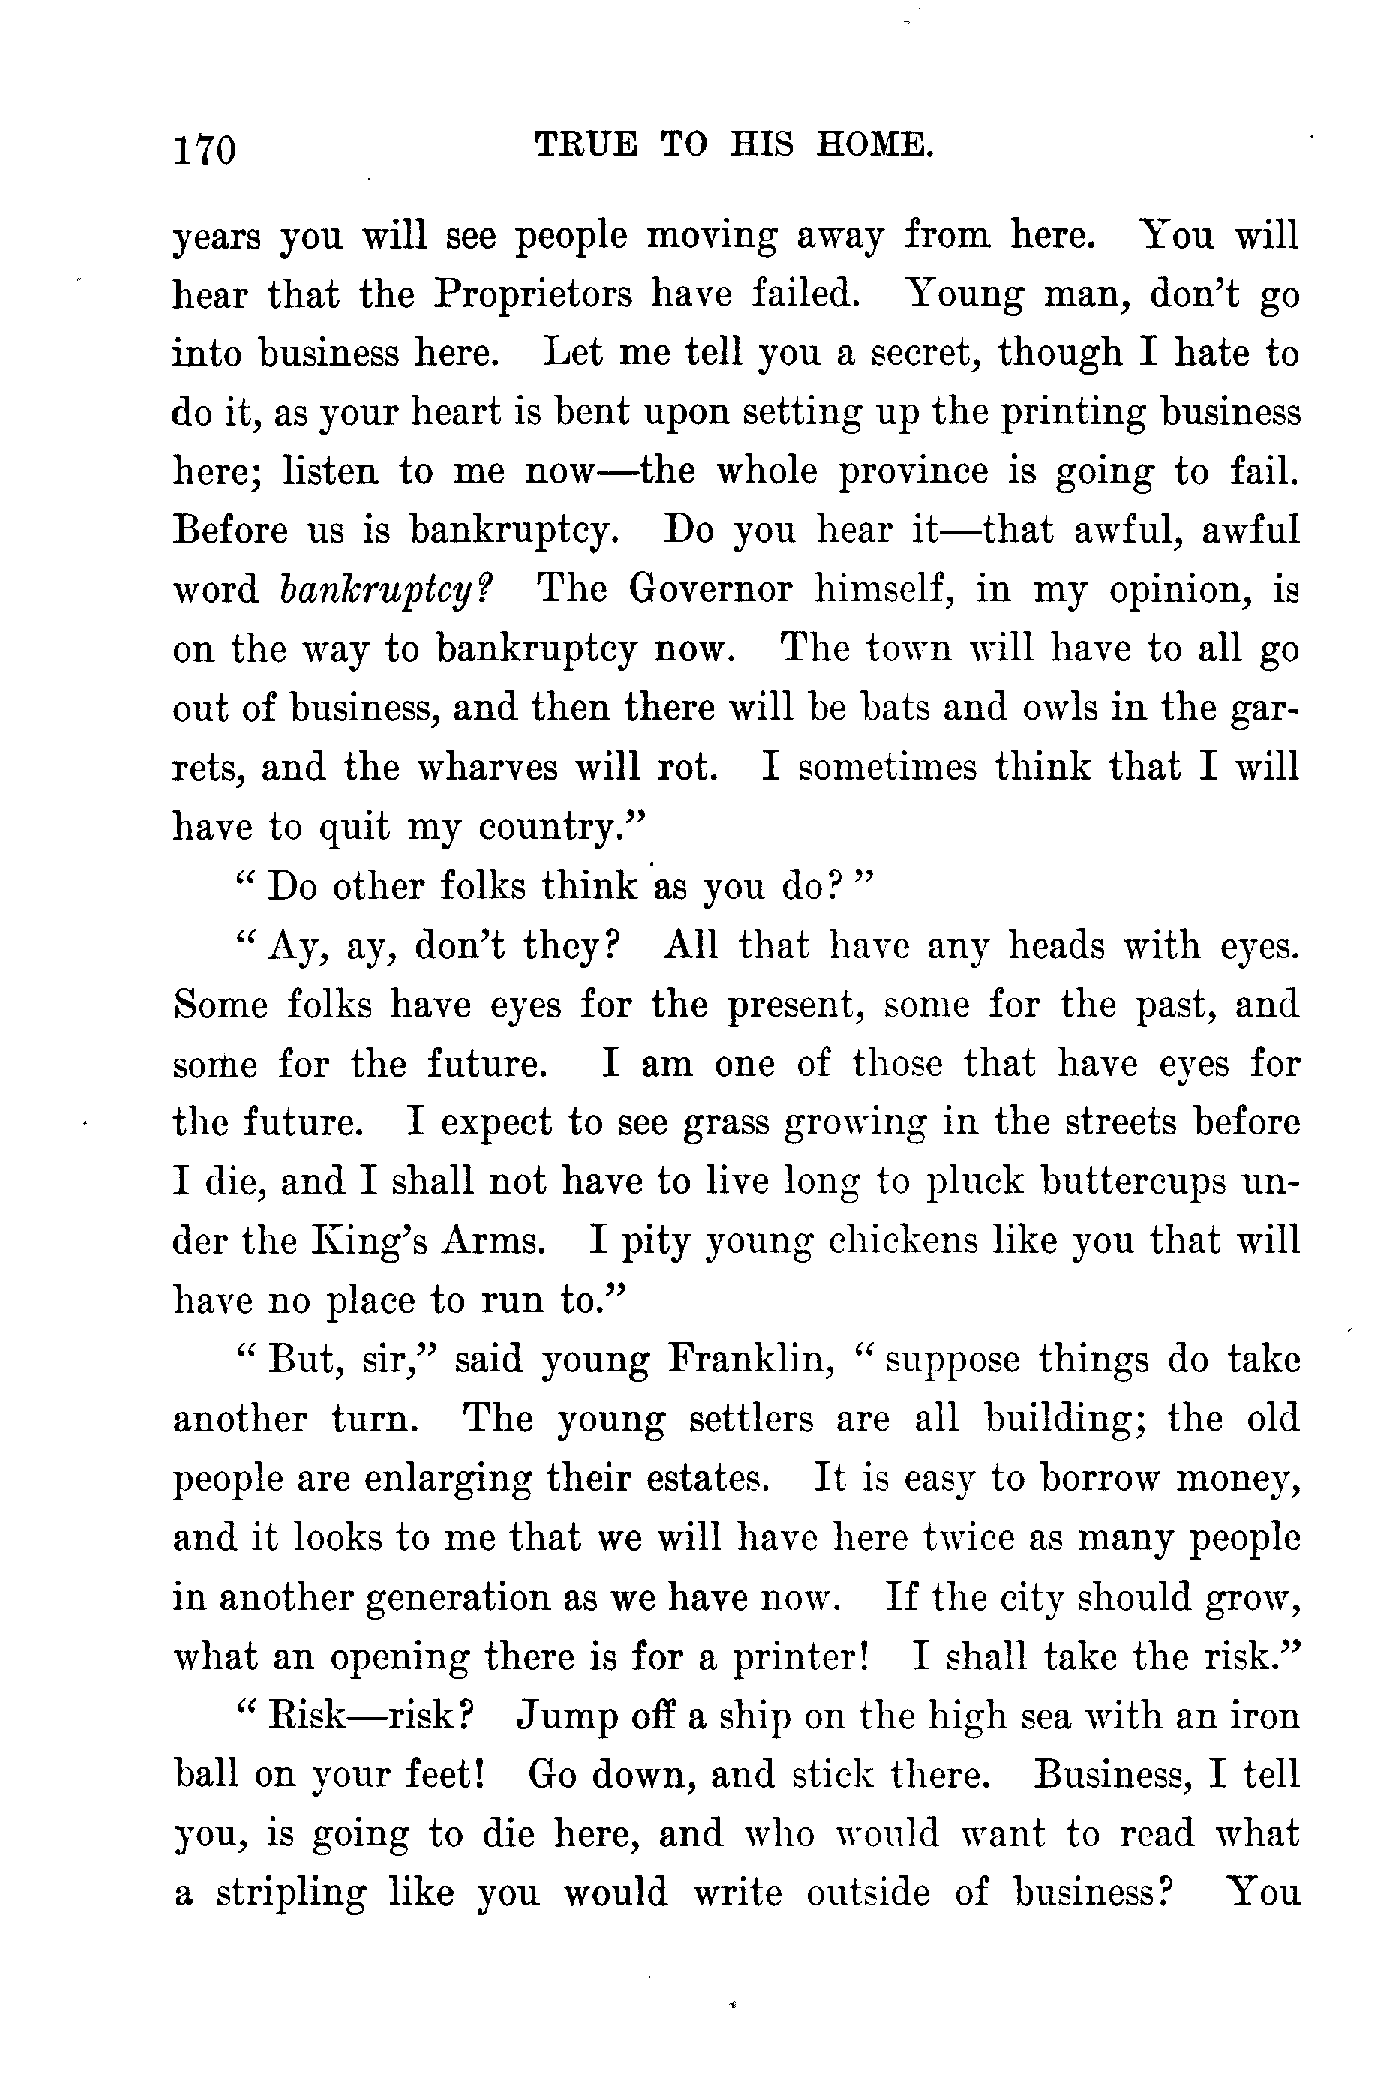 170 TRUE TO HIS HOME.
years you will see people moving away from here. You will
hear that the Proprietors have failed. Young man, don't go
into business here. Let me tell you a secret, though I hate to
do it, as your heart is bent upon setting up the printing business
here; listen to me now—the whole province is going to fail.
Before us is bankruptcy. Do you hear it—that awful, awful
word bankruptcy? The Governor himself, in my opinion, is
on the way to bankruptcy now. The town will have to all go
out of business, and then there will be bats and owls in the gar-
rets, and the wharves will rot. I sometimes think that I will
have to quit my country."
" Do other folks think as you do? "
" Ay, ay, don't they? All that have any heads with eyes.
Some folks have eyes for the present, some for the past, and
some for the future. I am one of those that have eyes for
the future. I expect to see grass growing in the streets before
I die, and I shall not have to live long to pluck buttercups un-
der the King's Arms. I pity young chickens like you that will
have no place to run to."
" But, sir," said young Franklin, " suppose things do take
another turn. The young settlers are all building; the old
people are enlarging their estates. It is easy to borrow money,
and it looks to me that we will have here twice as many people
in another generation as we have now. If the city should grow,
what an opening there is for a printer! I shall take the risk."
" Risk—risk? Jump off a ship on the high sea with an iron
ball on your feet! Go down, and stick there. Business, I tell
you, is going to die here, and who would want to read what
a stripling like you would write outside of business? You